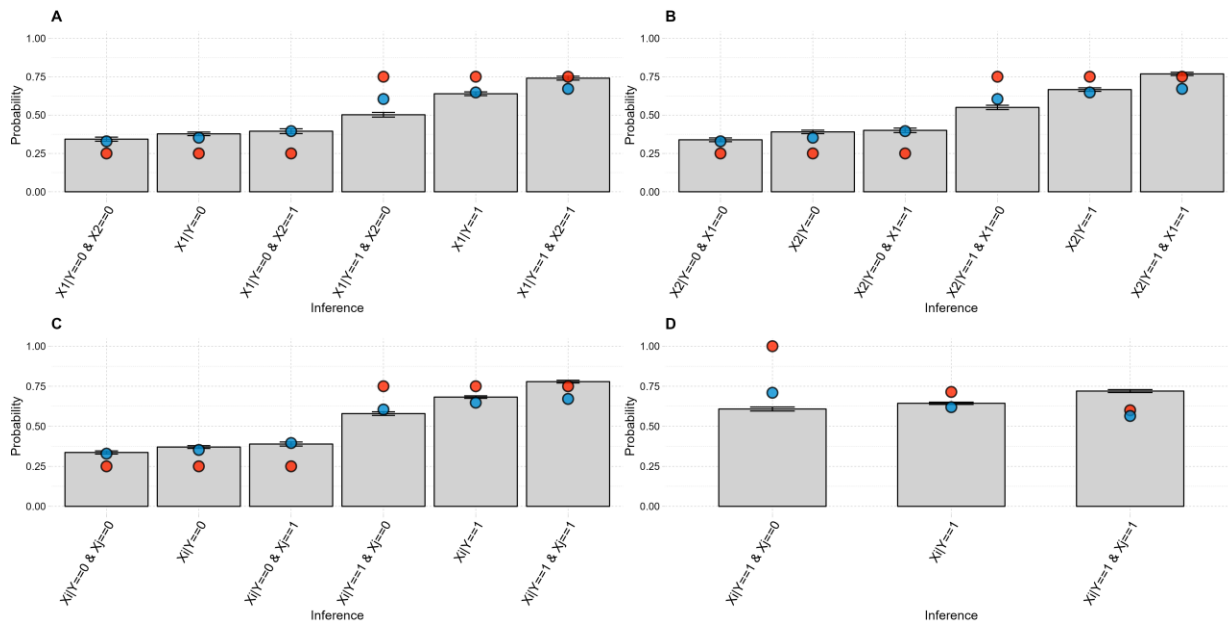 A
1.00
0.75
0.50
0.25
0.00
Probability
X1|Y==0 & X2==0
X1|Y==0
X1|Y==0 & X2==1
X1|Y==1 & X2==0
X1|Y==1
X1|Y==1 & X2==1
Inference
B
1.00
0.75
0.50
0.25
0.00
Probability
X2|Y==0 & X1==0
X2|Y==0
X2|Y==0 & X1==1
X2|Y==1 & X1==0
X2|Y==1
X2|Y==1 & X1==1
Inference
C
1.00
0.75
0.50
0.25
0.00
Probability
Xi|Y==0 & Xj==0
Xi|Y==0
Xi|Y==0 & Xj==1
Xi|Y==1 & Xj==0
Xi|Y==1
Xi|Y==1 & Xj==1
Inference
D
1.00
0.75
0.50
0.25
0.00
Probability
Xi|Y==1 & Xj==0
Xi|Y==1
Xi|Y==1 & Xj==1
Inference